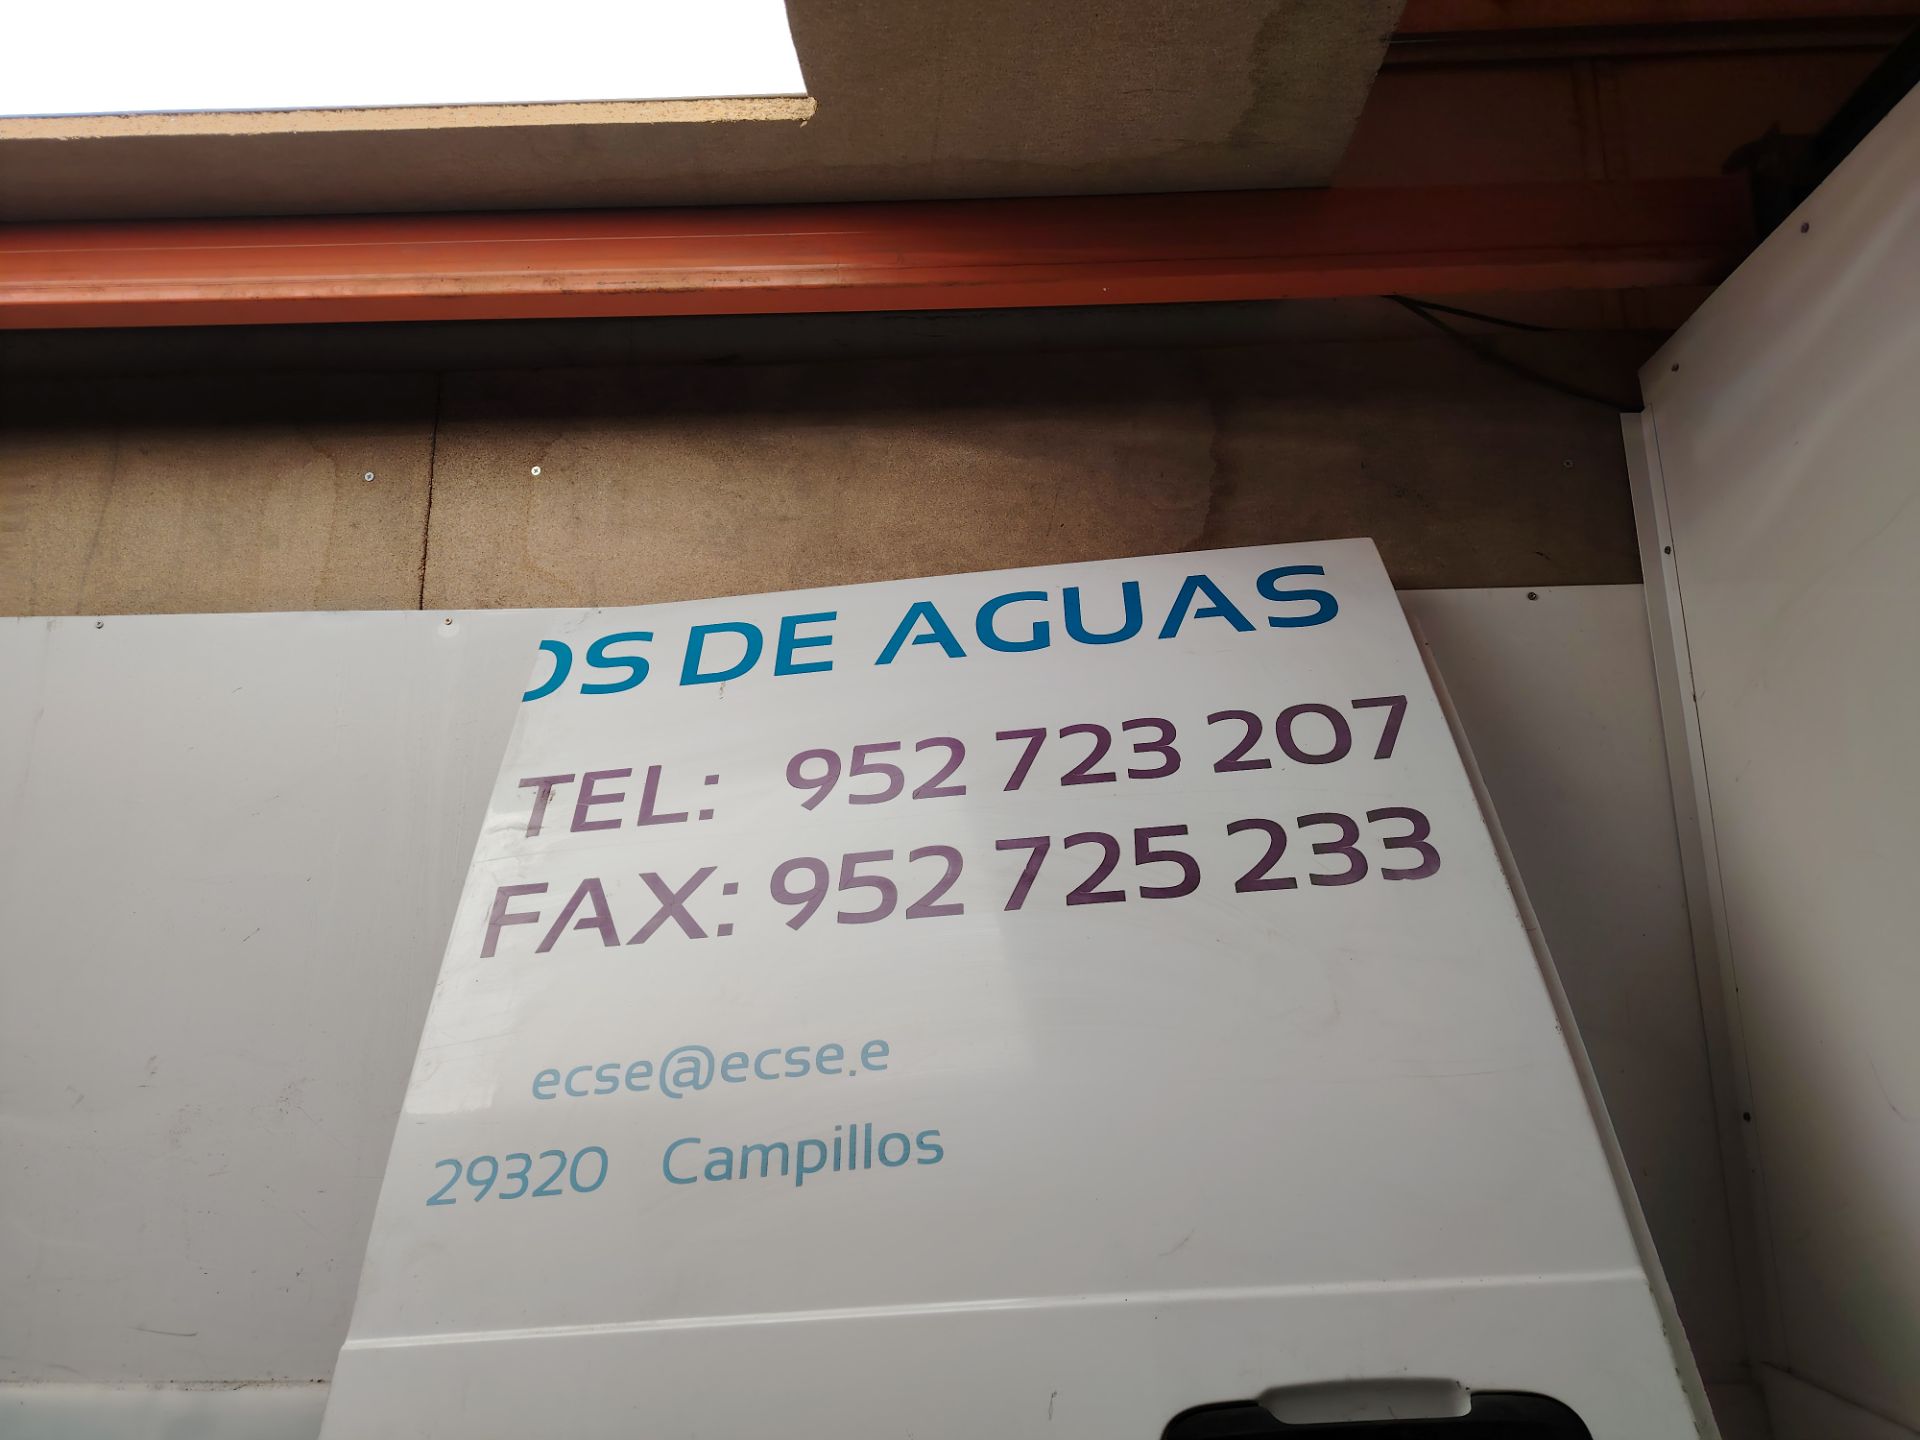 OS DE AGUAS
TEL: 952 723 207
FAX: 952 725 233
ecse@ecse.e
29320 Campillos